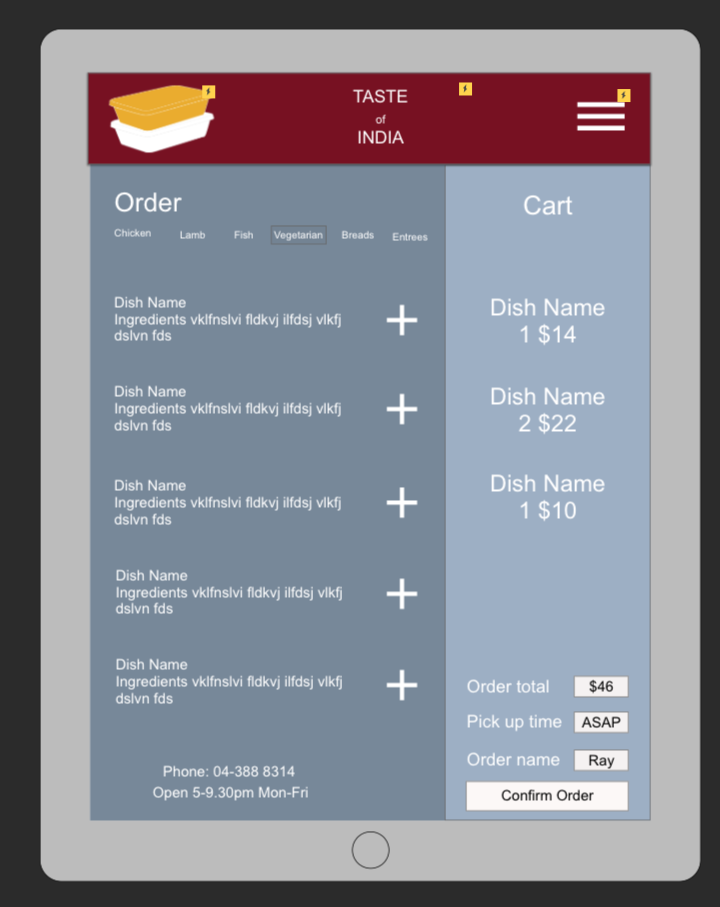 TASTE
of
INDIA
Order
Chicken Lamb Fish Vegetarian Breads Entrees
Dish Name
Ingredients vklfnslvi fldkvj ilfdsj vlkfj
dslvn fds
Dish Name
Ingredients vklfnslvi fldkvj ilfdsj vlkfj
dslvn fds
Dish Name
Ingredients vklfnslvi fldkvj ilfdsj vlkfj
dslvn fds
Dish Name
Ingredients vklfnslvi fldkvj ilfdsj vlkfj
dslvn fds
Dish Name
Ingredients vklfnslvi fldkvj ilfdsj vlkfj
dslvn fds
Phone: 04-388 8314
Open 5-9.30pm Mon-Fri
Cart
Dish Name
1 $14
Dish Name
2 $22
Dish Name
1 $10
Order total $46
Pick up time ASAP
Order name Ray
Confirm Order